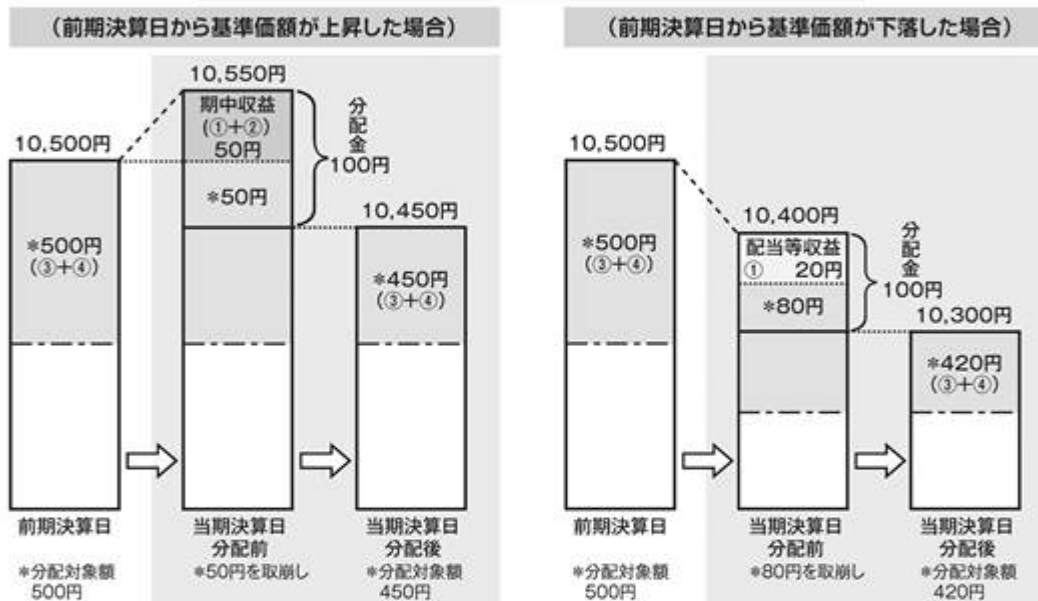 (前期決算日から基準価額が上昇した場合)
10,550円
期中収益
(①+②)
50円
分配金
100円
10,500円
*50円
10,450円
*500円
(③+④)
*450円
(③+④)
前期決算日
当期決算日
分配前
当期決算日
分配後
*分配対象額
500円
*50円を取崩し
*分配対象額
450円
(前期決算日から基準価額が下落した場合)
10,500円
10,400円
配当等収益
① 20円
分配金
100円
*500円
(③+④)
*80円
10,300円
*420円
(③+④)
前期決算日
当期決算日
分配前
当期決算日
分配後
*分配対象額
500円
*80円を取崩し
*分配対象額
420円